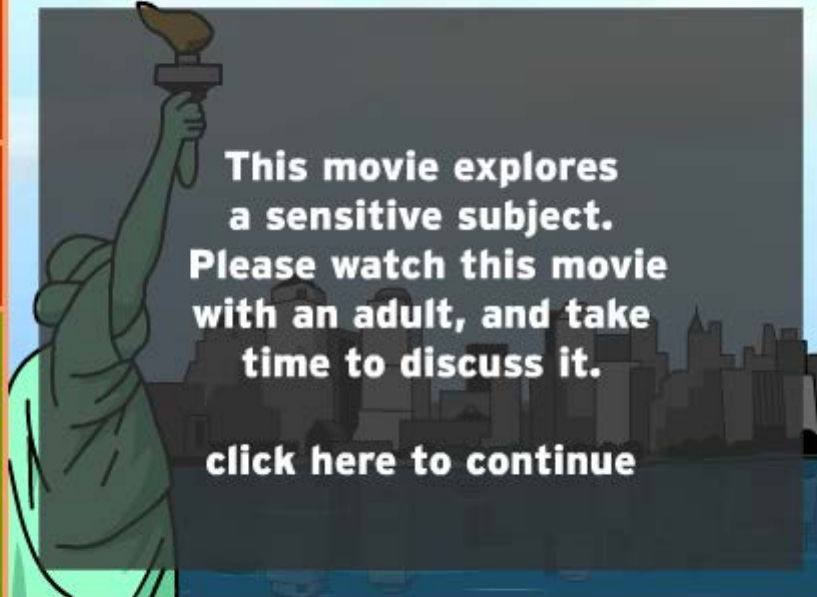 This movie explores
a sensitive subject.
Please watch this movie
with an adult, and take
time to discuss it.
click here to continue